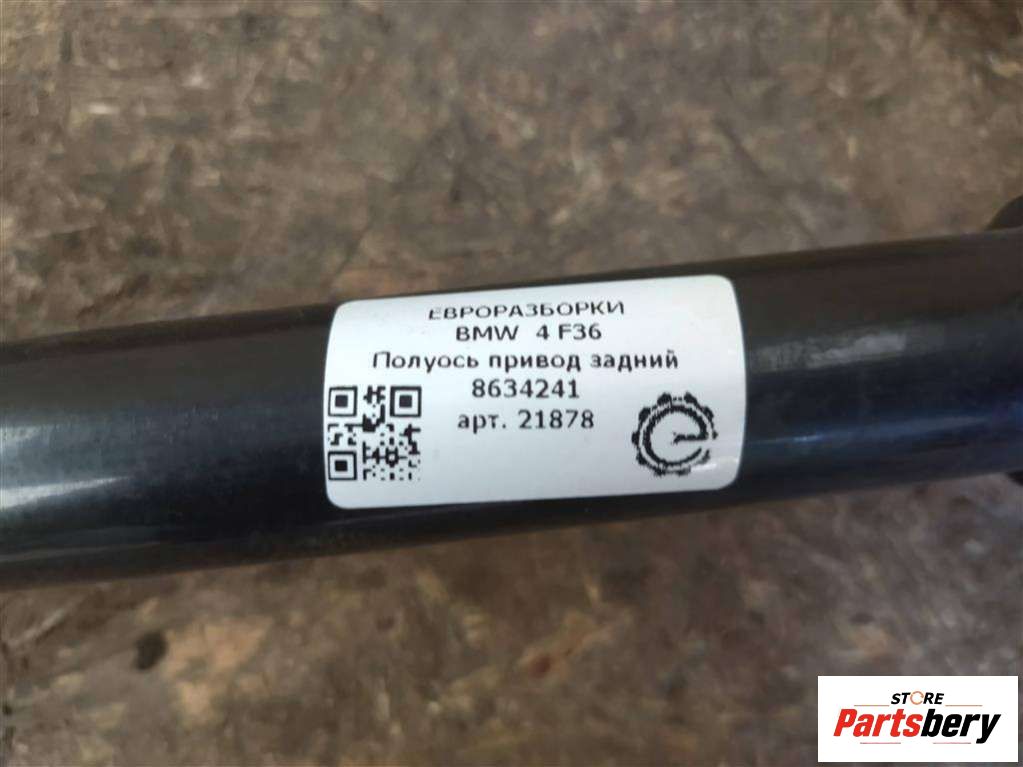 ЕВРОРАЗБОРКИ
BMW 4 F36
Полуось привод задний
8634241
арт. 21878
STORE
Partsbery